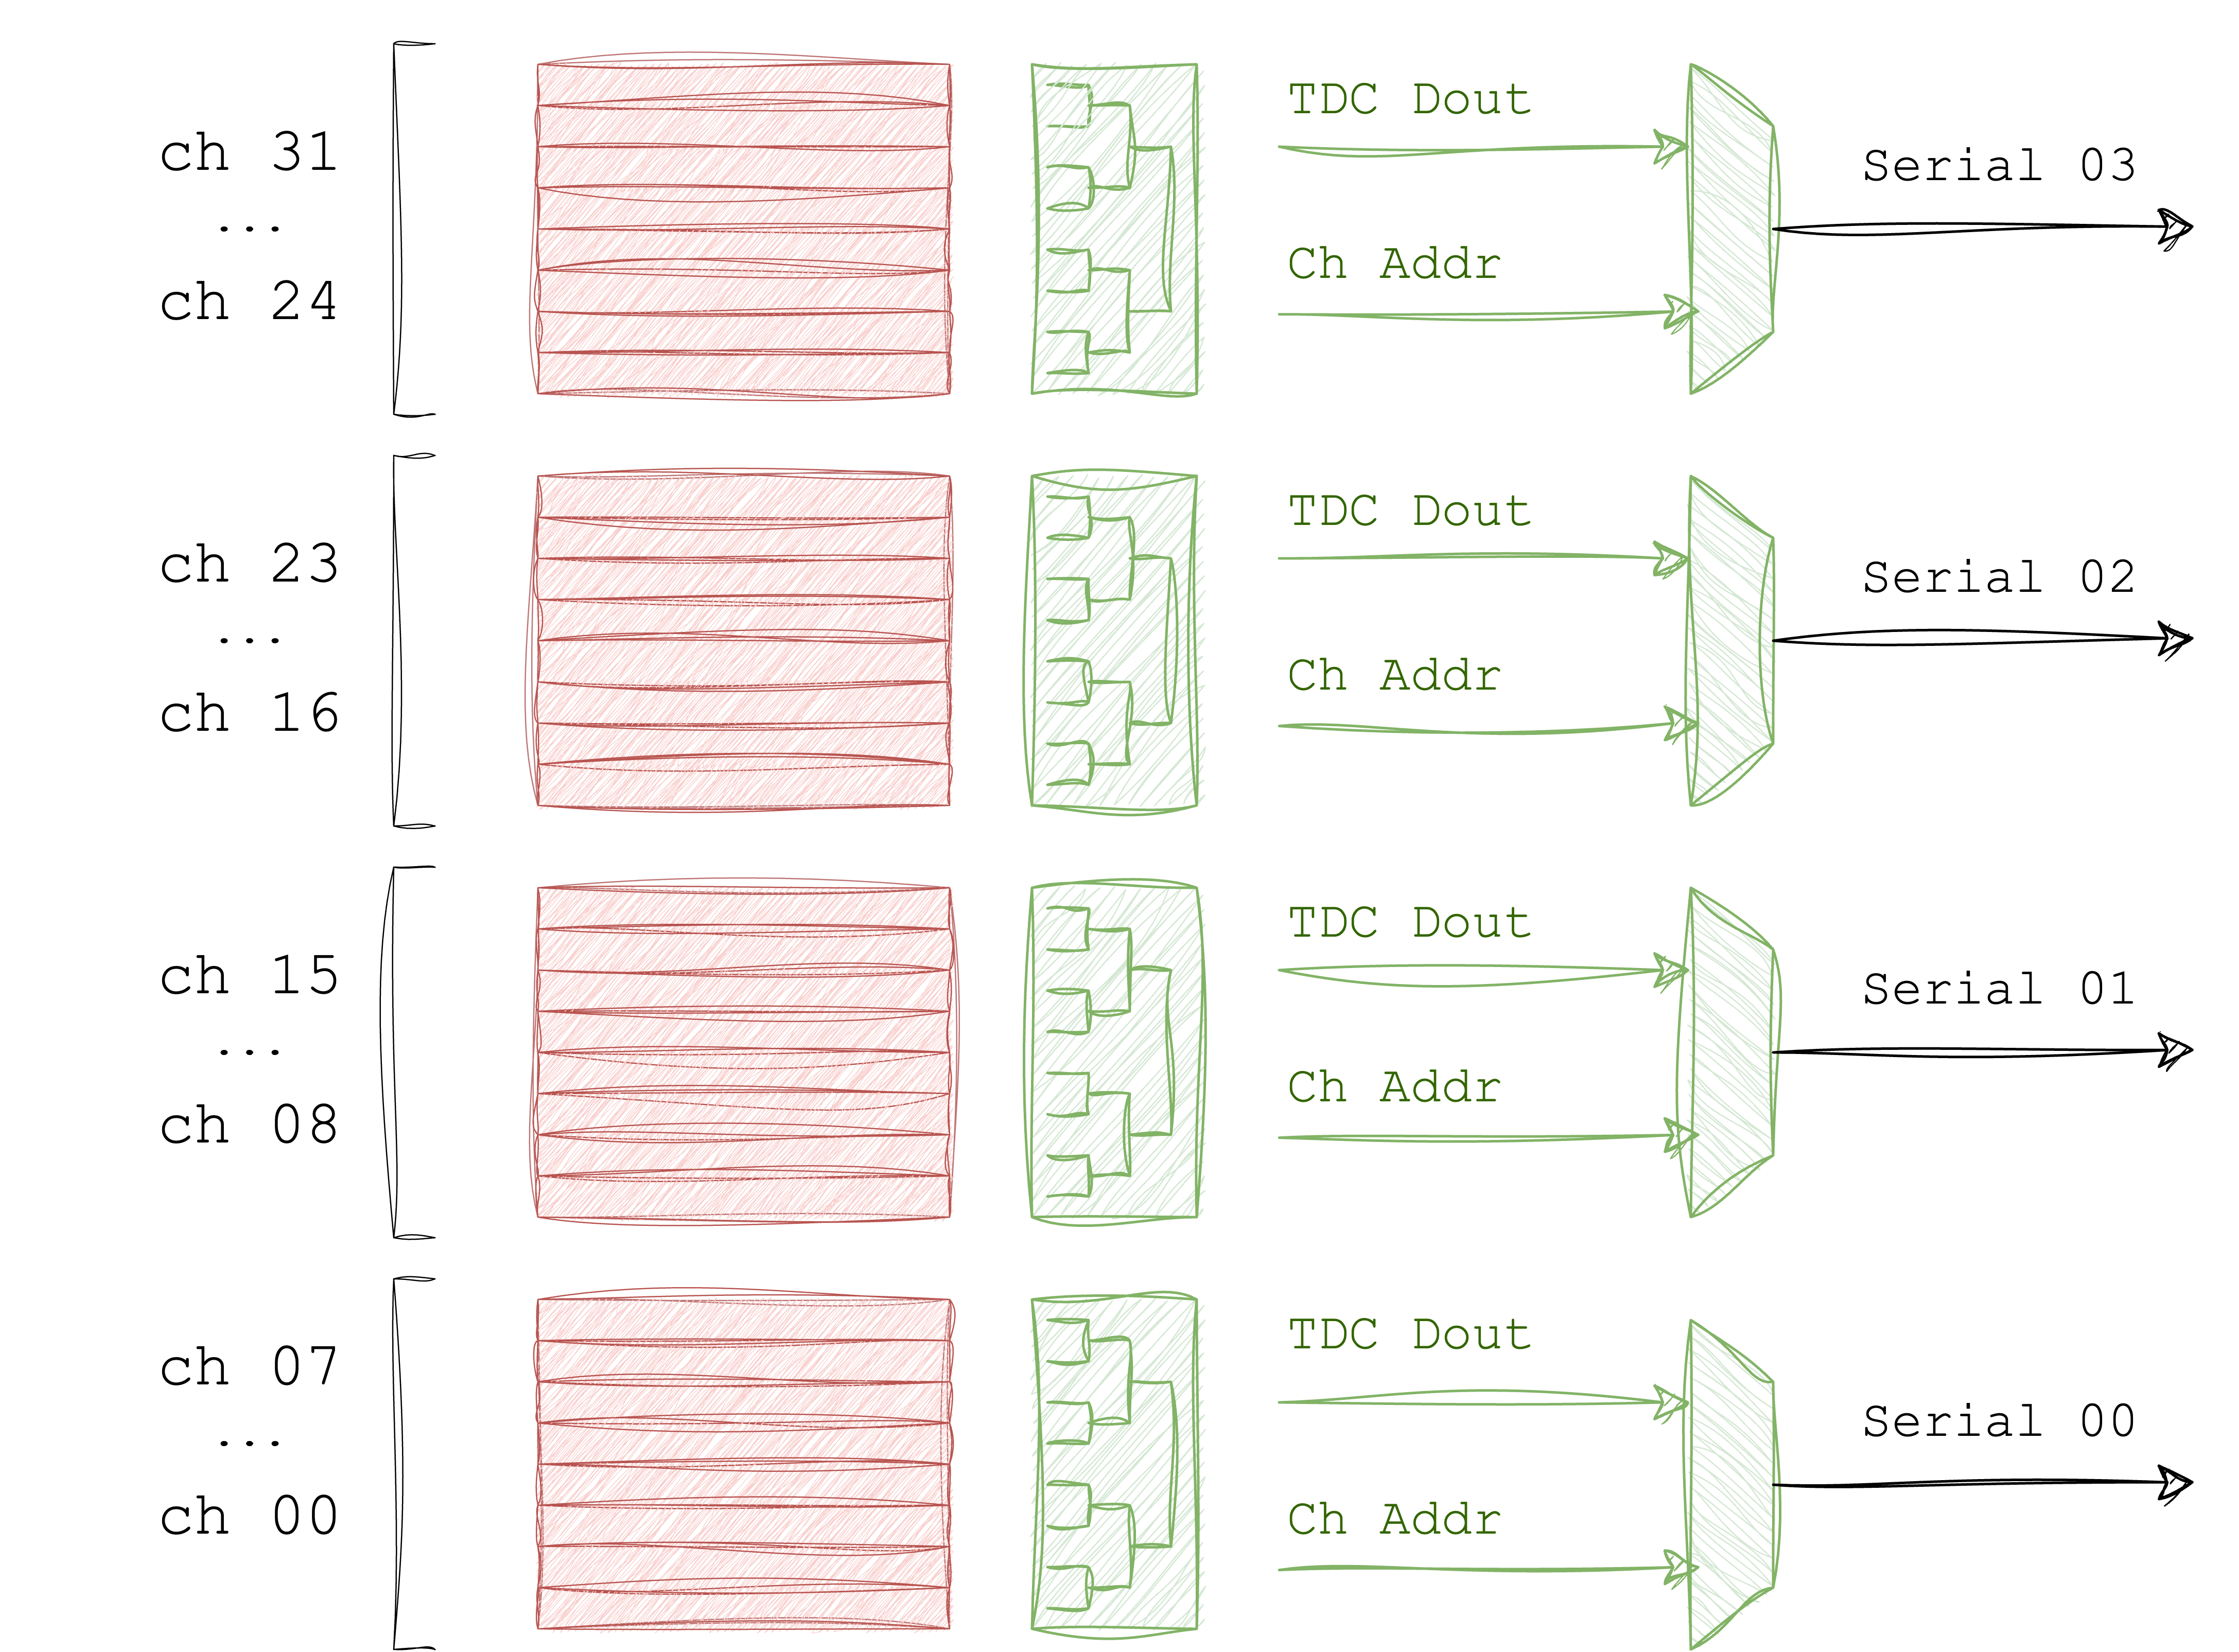 ch 31
...
ch 24
TDC Dout
Ch Addr
Serial 03
ch 23
...
ch 16
TDC Dout
Ch Addr
Serial 02
ch 15
...
ch 08
TDC Dout
Ch Addr
Serial 01
ch 07
...
ch 00
TDC Dout
Ch Addr
Serial 00